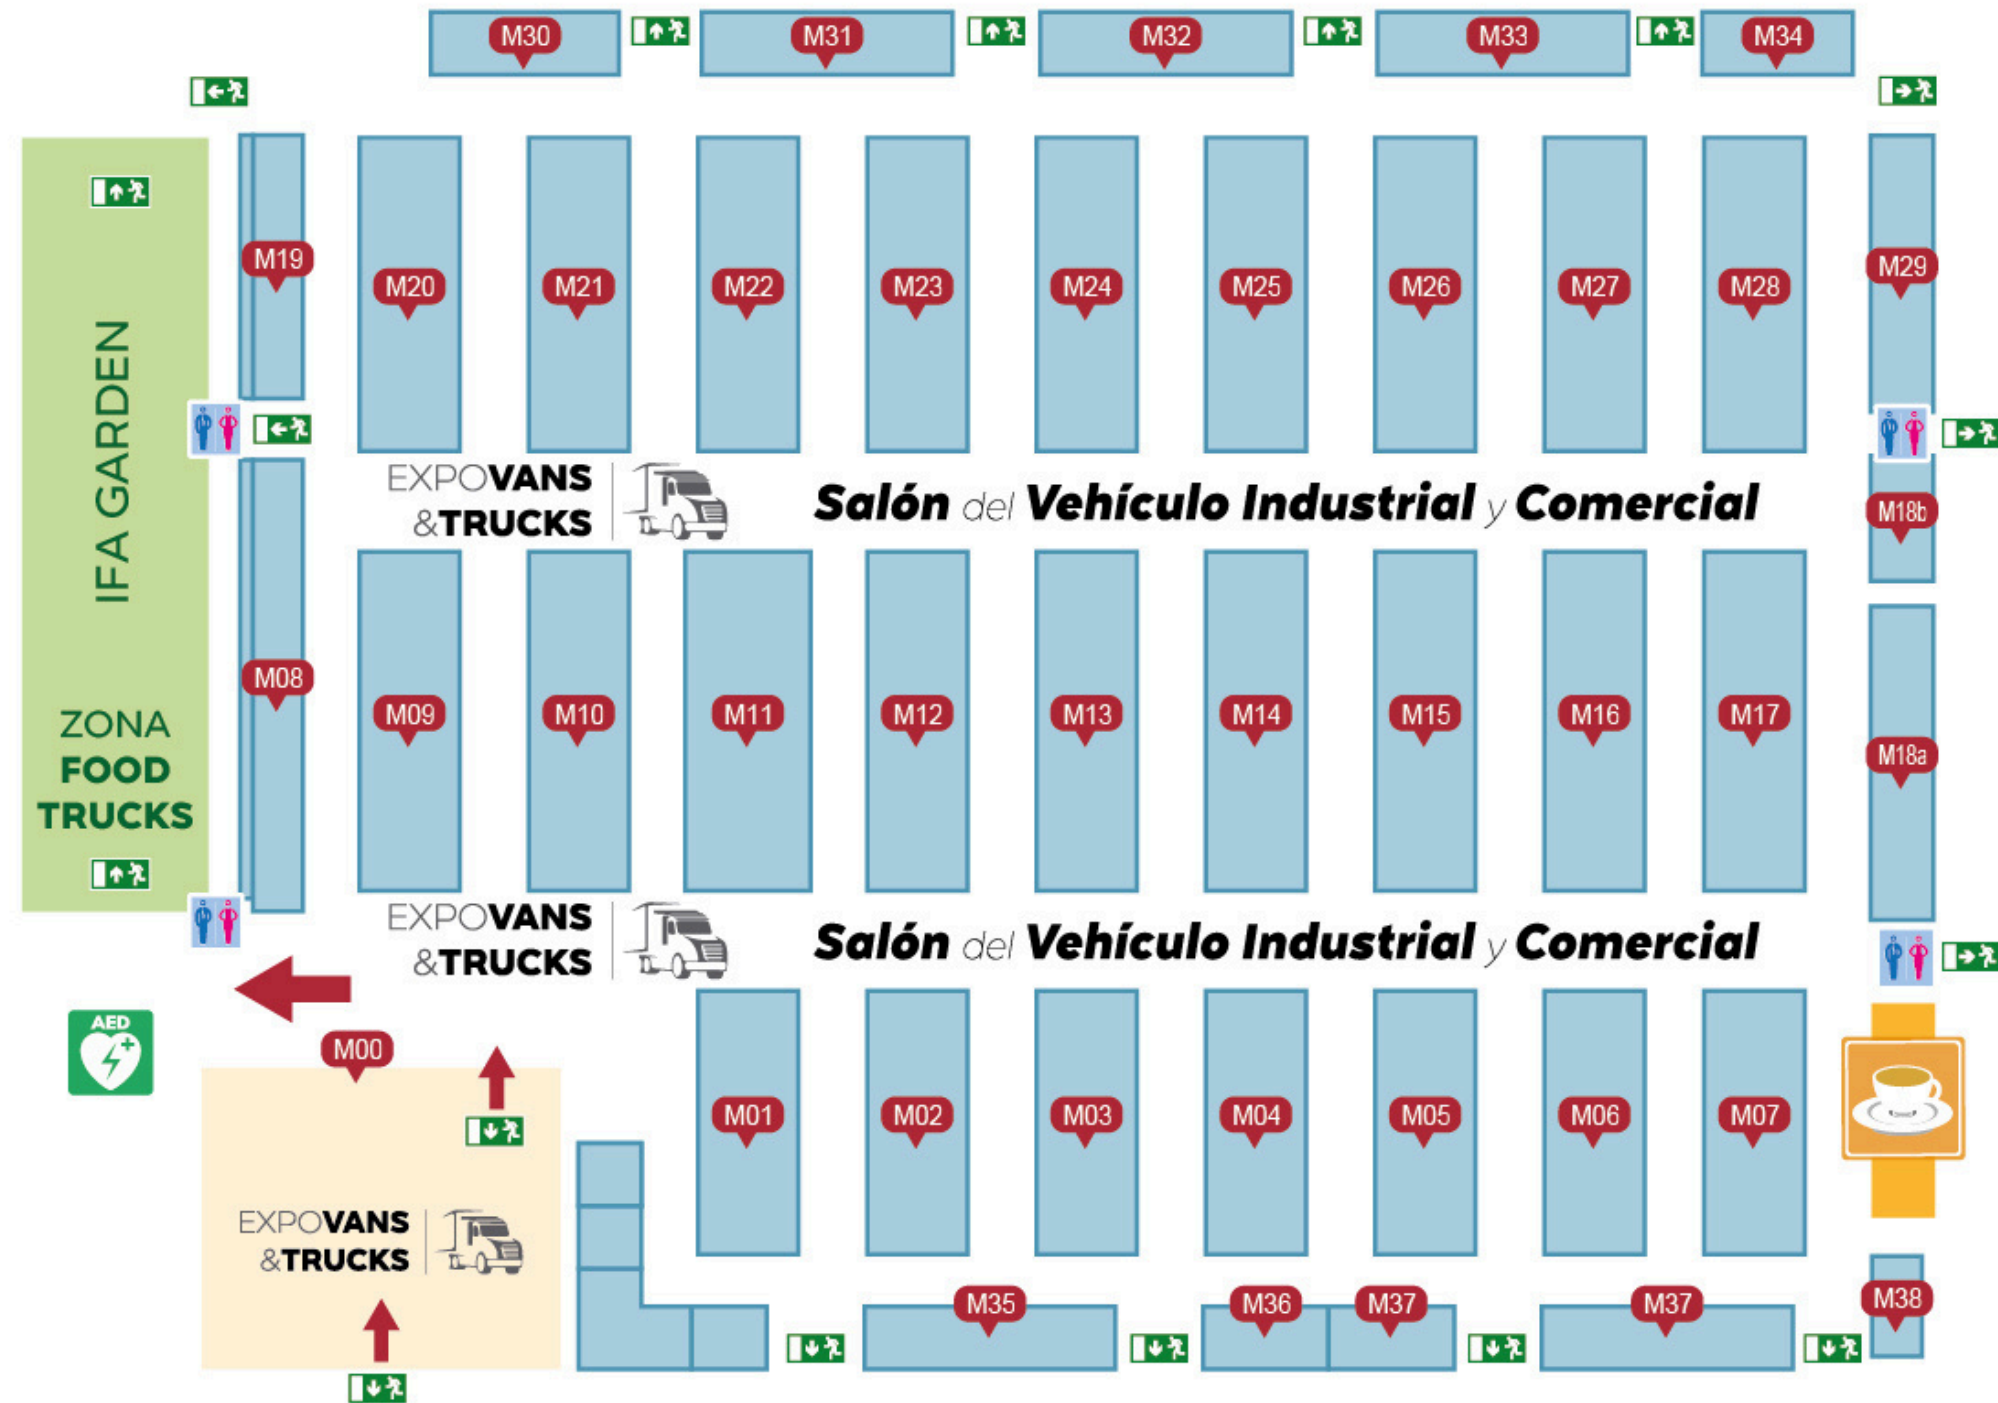 M30
M31
M32
M33
M34
M19
M20
M21
M22
M23
M24
M25
M26
M27
M28
M29
IFA GARDEN
EXPOVANS
&TRUCKS
Salón del Vehículo Industrial y Comercial
M18b
M08
M09
M10
M11
M12
M13
M14
M15
M16
M17
M18a
ZONA
FOOD
TRUCKS
EXPOVANS
&TRUCKS
Salón del Vehículo Industrial y Comercial
AED
M00
M01
M02
M03
M04
M05
M06
M07
EXPOVANS
&TRUCKS
M35
M36
M37
M37
M38